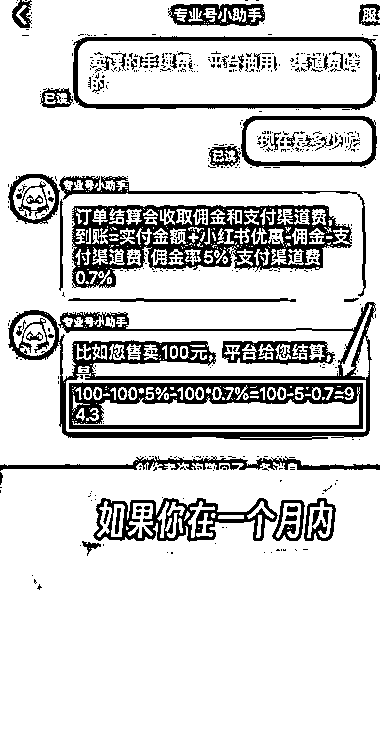 专业号小助手
服
卖课的手续费、平台抽用、渠道费啥
的
已读
现在是多少呢
已读
专业号小助手
订单结算会收取佣金和支付渠道费,
到账=实付金额+小红书优惠-佣金-支
付渠道费 佣金率5% 支付渠道费
0.7%
专业号小助手
比如您售卖100元，平台给您结算，
是
100-100*5%-100*0.7%=100-5-0.7=9
4.3
如果你在一个月内